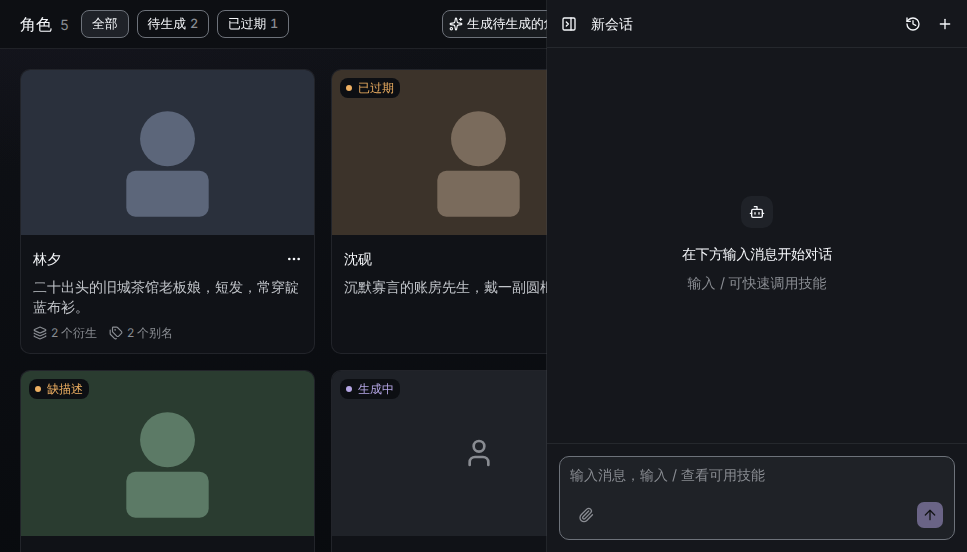 角色 5 全部 待生成 2 已过期 1 生成待生成的
新会话
已过期
林夕
二十出头的旧城茶馆老板娘，短发，常穿靛
蓝布衫。
2 个衍生 2 个别名
沈砚
沉默寡言的账房先生，戴一副圆
缺描述
生成中
在下方输入消息开始对话
输入 / 可快速调用技能
输入消息，输入 / 查看可用技能